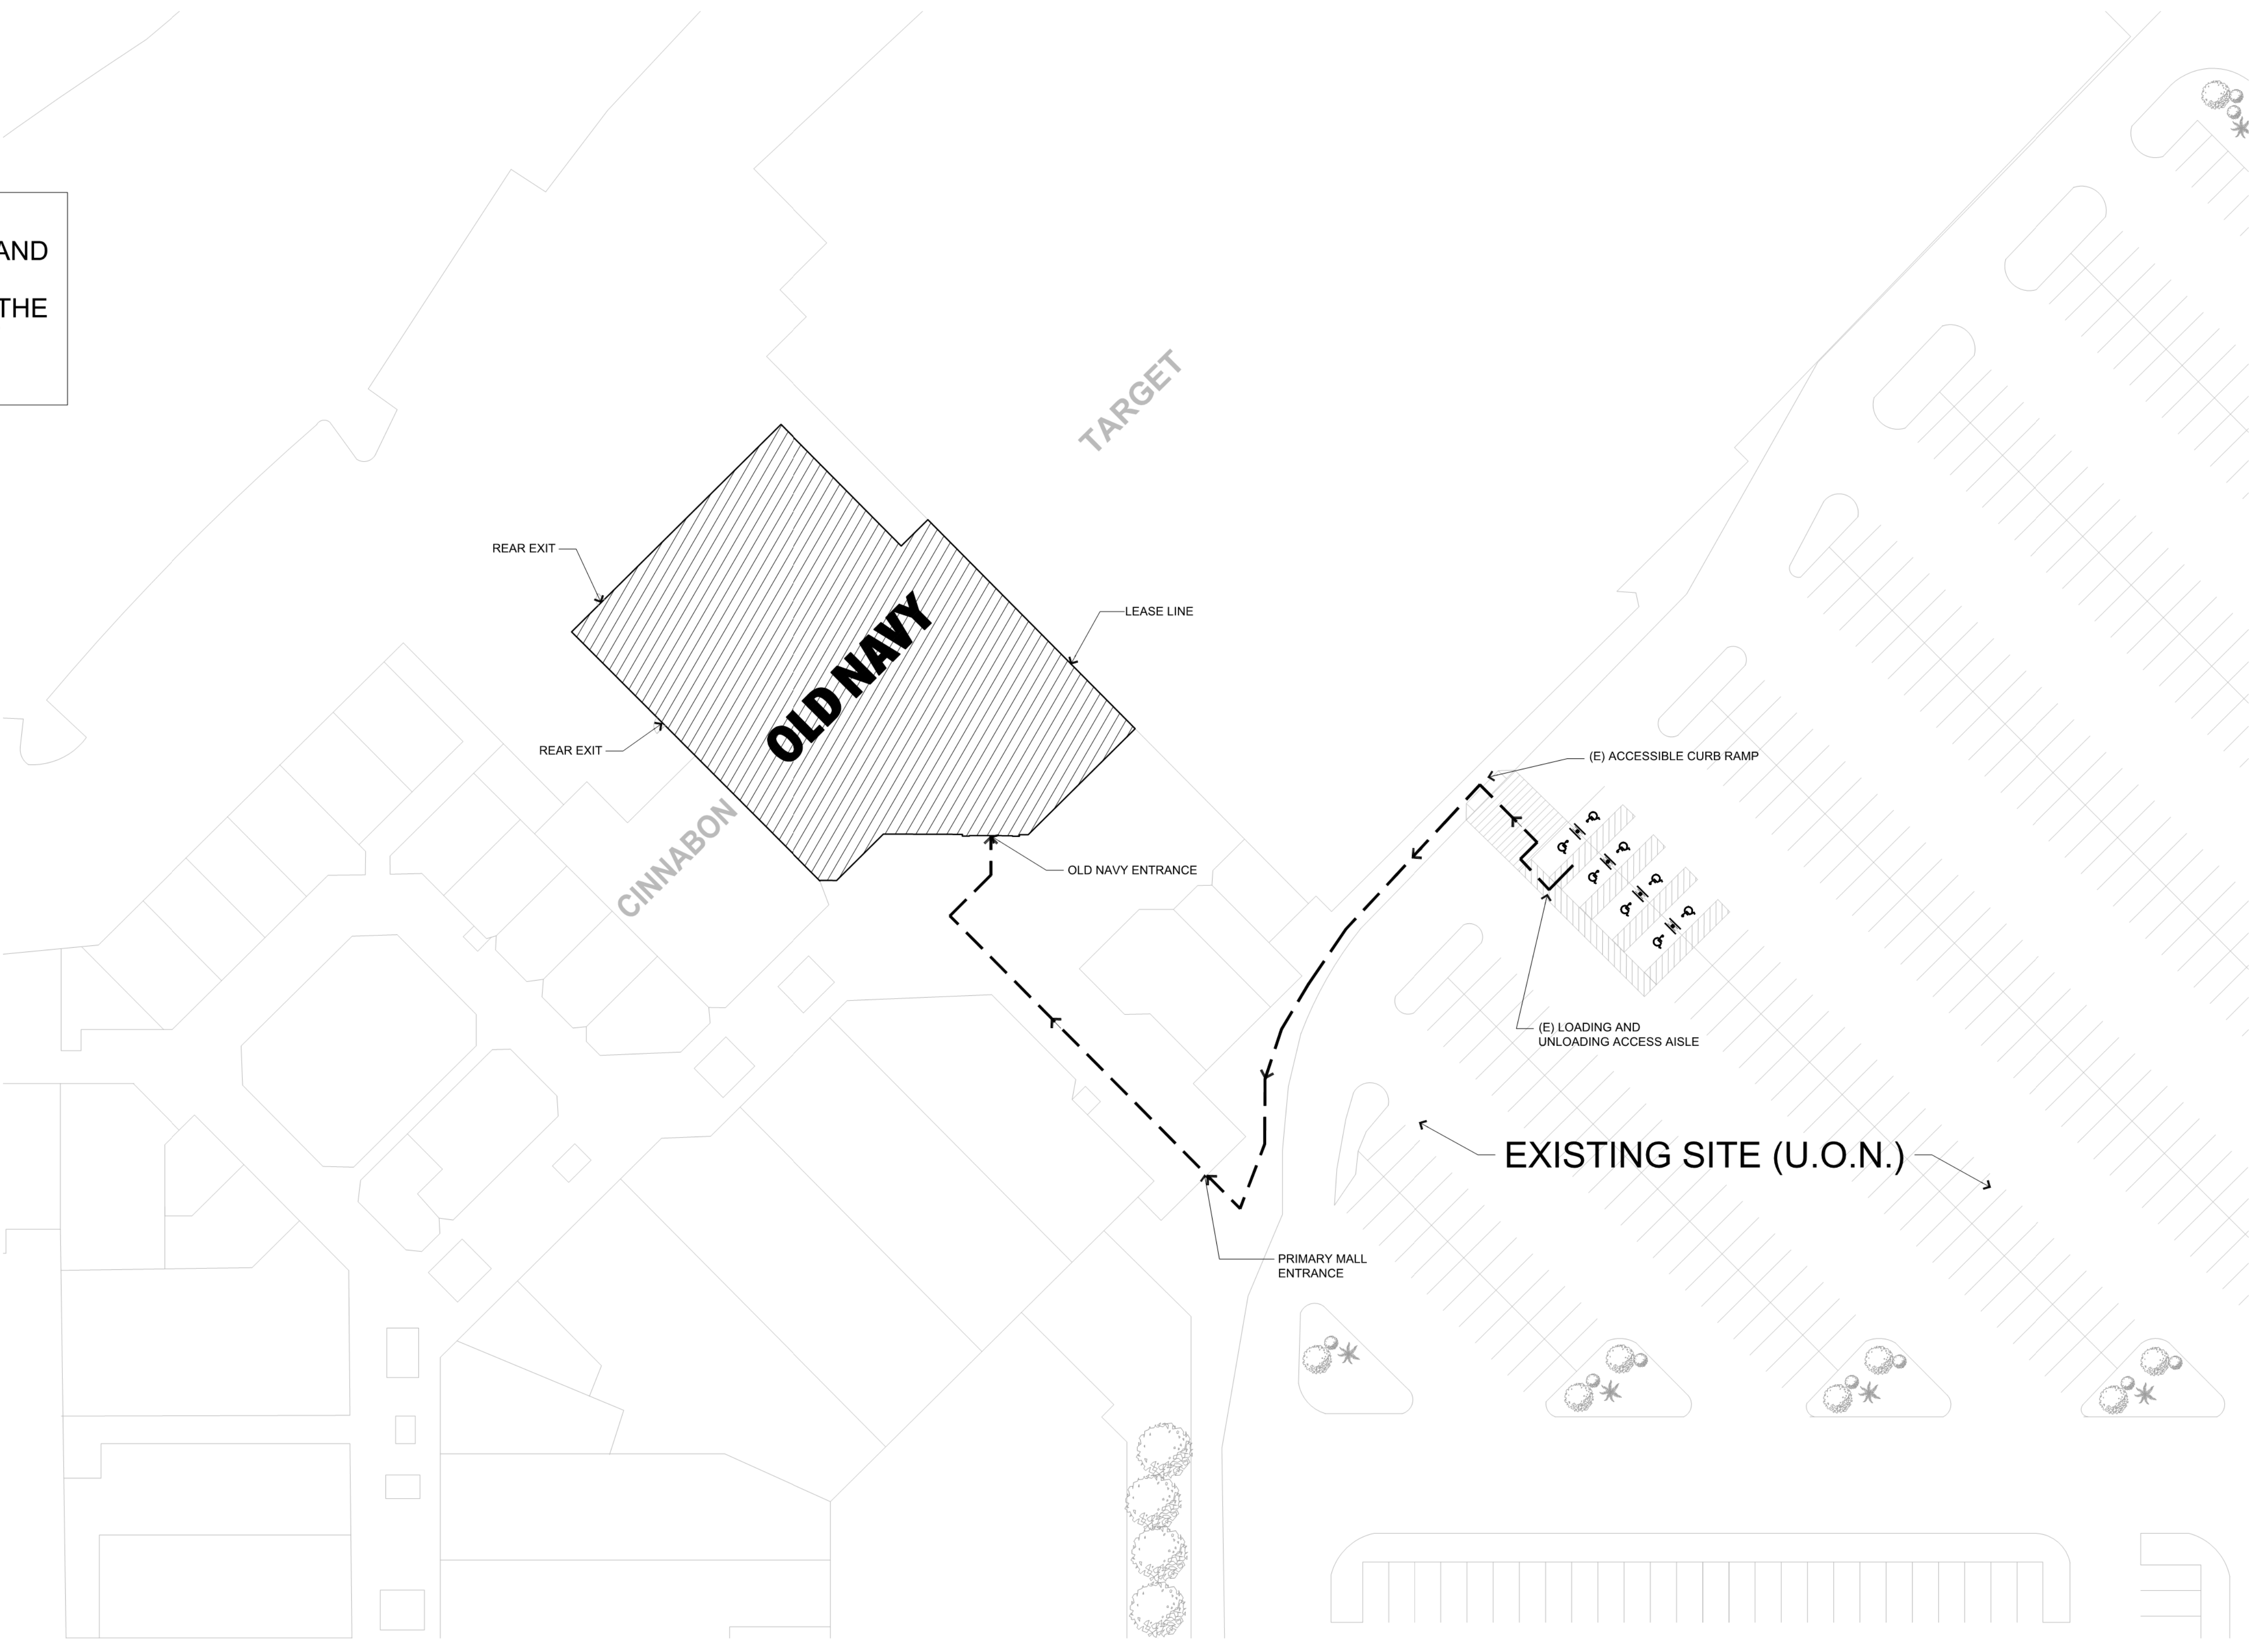 AND
THE
TARGET
REAR EXIT
LEASE LINE
OLD NAVY
REAR EXIT
(E) ACCESSIBLE CURB RAMP
CINNABON
OLD NAVY ENTRANCE
(E) LOADING AND
UNLOADING ACCESS AISLE
EXISTING SITE (U.O.N.)
PRIMARY MALL
ENTRANCE